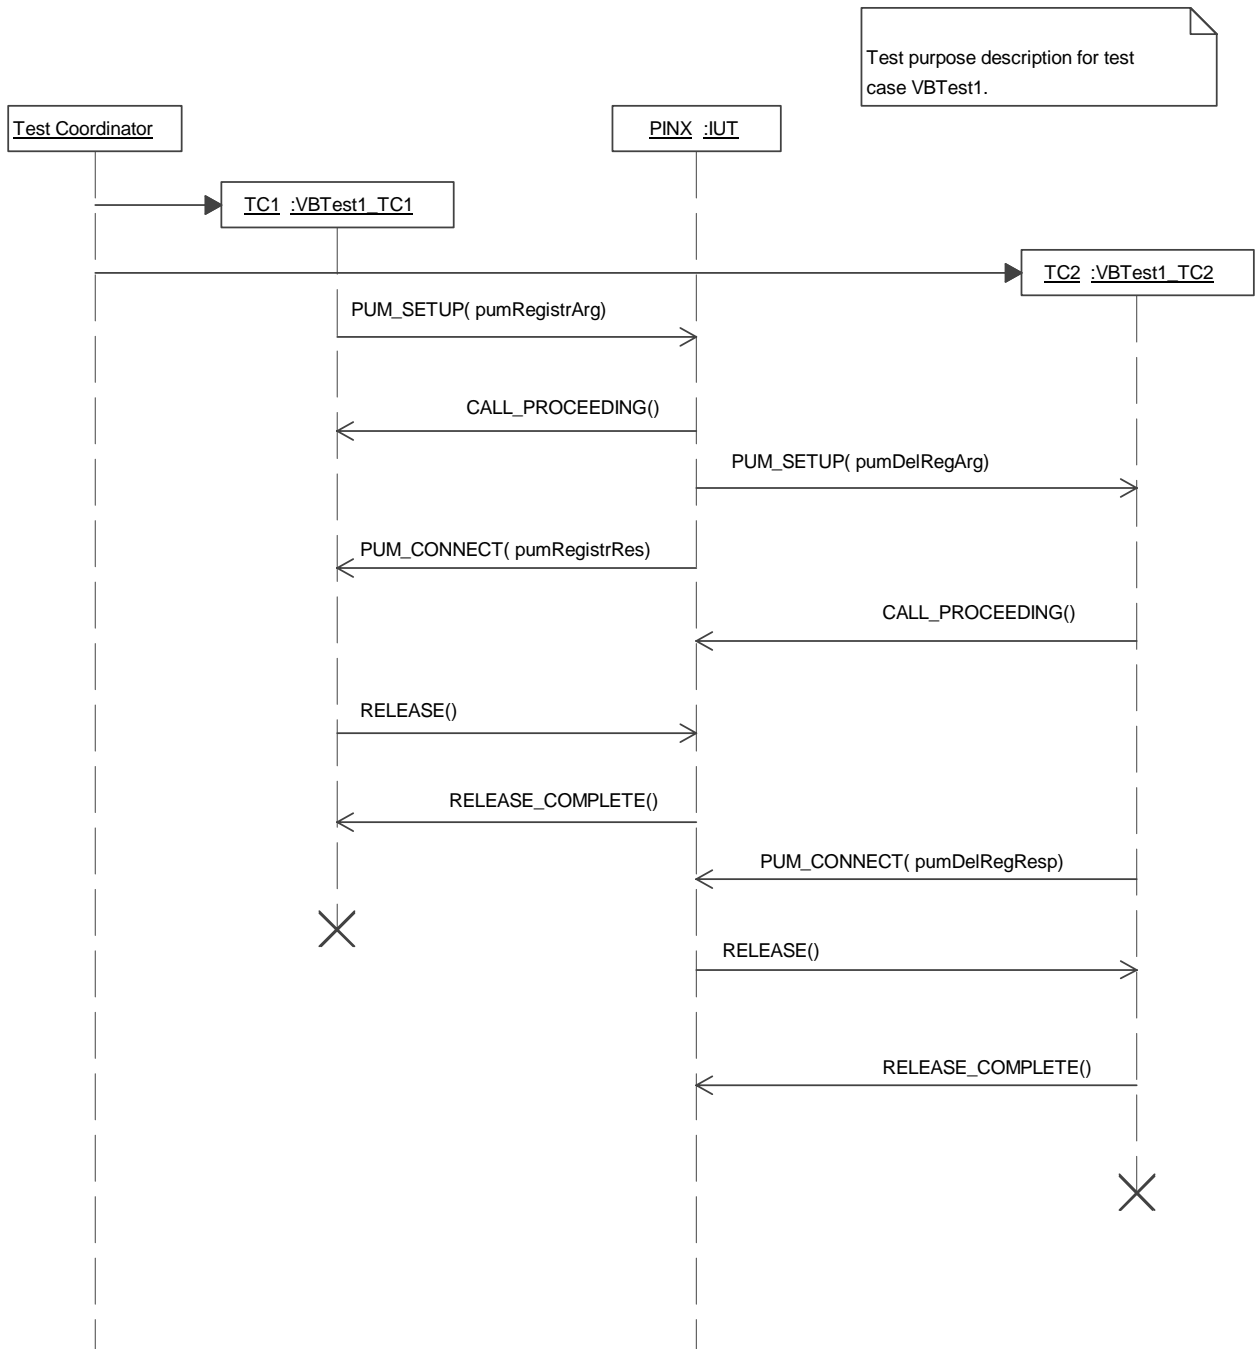 Test purpose description for test
case VBTest1.
Test Coordinator
PINX :IUT
TC1 :VBTest1_TC1
TC2 :VBTest1_TC2
PUM_SETUP( pumRegistrArg)
CALL_PROCEEDING()
PUM_SETUP( pumDelRegArg)
PUM_CONNECT( pumRegistrRes)
CALL_PROCEEDING()
RELEASE()
RELEASE_COMPLETE()
PUM_CONNECT( pumDelRegResp)
RELEASE()
RELEASE_COMPLETE()